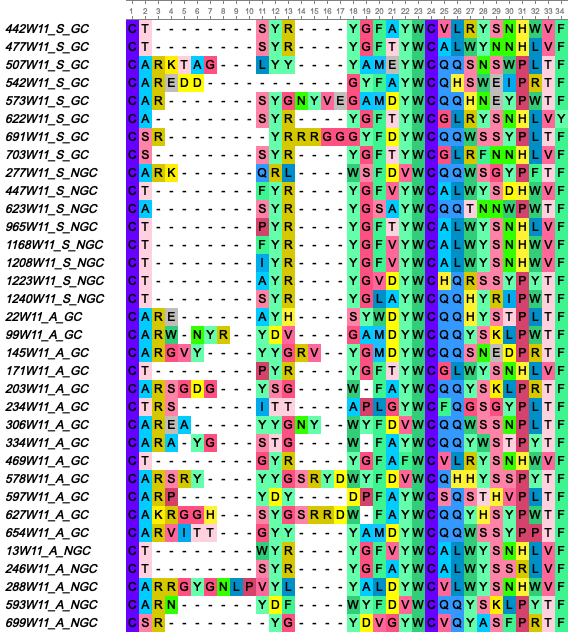 1 2 3 4 5 6 7 8 9 10 11 12 13 14 15 16 17 18 19 20 21 22 23 24 25 26 27 28 29 30 31 32 33 34
442W11_S_GC C T - - - - - - - - S Y R - - - - Y G F A Y W C V L R Y S N H W V F
477W11_S_GC C T - - - - - - - - S Y R - - - - Y G F T Y W C A L W Y N N H L V F
507W11_S_GC C A R K T A G - - - L Y Y - - - - Y A M E Y W C Q Q S N S W P L T F
542W11_S_GC C A R E D D - - - - - - - - - - - G Y F A Y W C Q H S W E I P R T F
573W11_S_GC C A R - - - - - - - S Y G N Y V E G A M D Y W C Q Q H N E Y P W T F
622W11_S_GC C A - - - - - - - - S Y R - - - - Y G F T Y W C G L R Y S N H L V Y
691W11_S_GC C S R - - - - - - - - Y R R R G G G Y F D Y W C Q Q W S S Y P L T F
703W11_S_GC C S - - - - - - - - S Y R - - - - Y G F T Y W C G L R F N N H L V F
277W11_S_NGC C A R K - - - - - - Q R L - - - - W S F D V W C Q Q W S G Y P F T F
447W11_S_NGC C T - - - - - - - - F Y R - - - - Y G F V Y W C A L W Y S D H W V F
623W11_S_NGC C A - - - - - - - - S Y R - - - - Y G S A Y W C Q Q T N N W P W T F
965W11_S_NGC C T - - - - - - - - P Y R - - - - Y G F T Y W C A L W Y S N H L V F
1168W11_S_NGC C T - - - - - - - - F Y R - - - - Y G F V Y W C A L W Y S N H W V F
1208W11_S_NGC C T - - - - - - - - I Y R - - - - Y G F V Y W C A L W Y S N H W V F
1223W11_S_NGC C T - - - - - - - - A Y R - - - - Y G V D Y W C H Q R S S Y P Y T F
1240W11_S_NGC C T - - - - - - - - S Y R - - - - Y G L A Y W C Q Q H Y R I P W T F
22W11_A_GC C A R E - - - - - - A Y H - - - - S Y W D Y W C Q Q H Y S T P L T F
99W11_A_GC C A R W - N Y R - - Y D V - - - - G A M D Y W C Q Q Y S K L P W T F
145W11_A_GC C A R G V Y - - - - Y Y G R V - - Y A M D Y W C Q Q S N E D P R T F
171W11_A_GC C T - - - - - - - - P Y R - - - - Y G F T Y W C G L W Y S N H L V F
203W11_A_GC C A R S G D G - - - Y S G - - - - W - F A Y W C Q Q Y S K L P R T F
234W11_A_GC C T R S - - - - - - I T T - - - - A P L G Y W C F Q G S G Y P L T F
306W11_A_GC C A R E A - - - - - Y Y G N Y - - W Y F D V W C Q Q Y S S Y P L T F
334W11_A_GC C A R A - Y G - - - S T G - - - - W - F A Y W C Q Q Y W S T P Y T F
469W11_A_GC C T - - - - - - - - G Y R - - - - Y G F A F W C V L R Y S N H W V F
578W11_A_GC C A R S R Y - - - - Y Y G S R Y D W Y F D V W C Q H H Y S S P Y T F
597W11_A_GC C A R P - - - - - - Y D Y - - - - D P F A Y W C S Q S T H V P L T F
627W11_A_GC C A K R G G H - - - S Y G S R R D W - F A Y W C Q Q Y H S Y P W T F
654W11_A_GC C A R V I T T - - - G Y Y - - - - Y A M D Y W C Q Q W S S P P T F
13W11_A_NGC C T - - - - - - - - W Y R - - - - Y G F V Y W C A L W Y S N H L V F
246W11_A_NGC C T - - - - - - - - S Y R - - - - Y G F A Y W C A L W Y S S R L V F
288W11_A_NGC C A R R G Y G N L P V Y L - - - - Y A L D Y W C A L W Y S N H W V F
593W11_A_NGC C A R N - - - - - - Y D F - - - - W Y F D V W C Q Q Y S K L P Y T F
699W11_A_NGC C S R - - - - - - - - Y G - - - - Y D V G Y W C V Q Y A S F P R T F